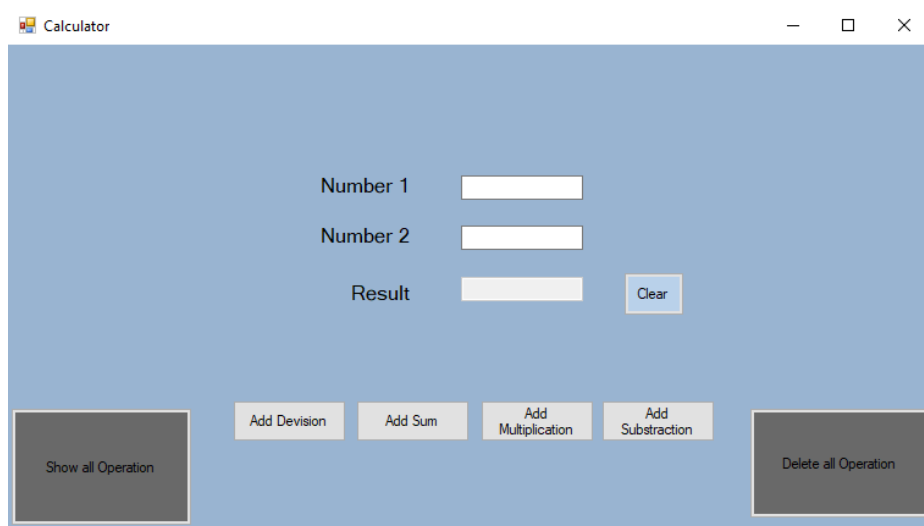 Calculator
Number 1
Number 2
Result
Clear
Add Devision
Add Sum
Add
Multiplication
Add
Substraction
Show all Operation
Delete all Operation